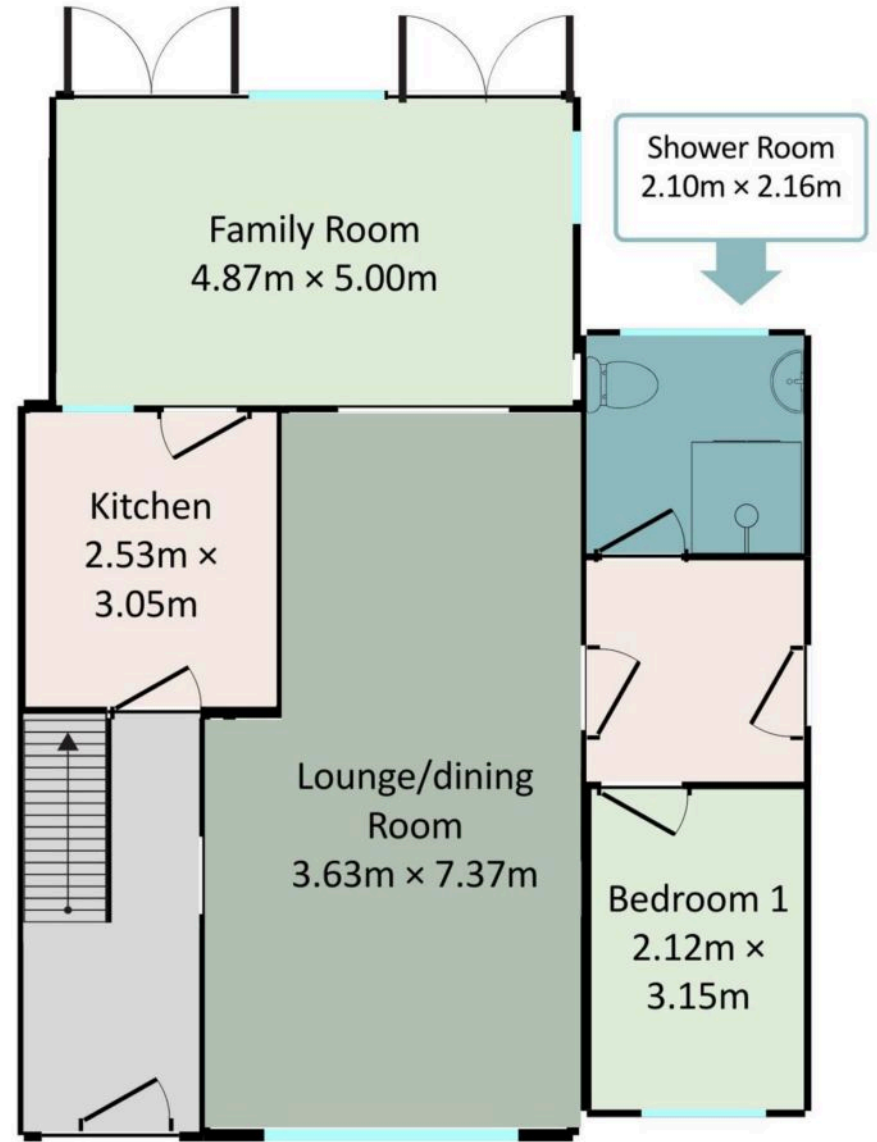 Shower Room
2.10m × 2.16m
Family Room
4.87m × 5.00m
Kitchen
2.53m ×
3.05m
Lounge/dining
Room
3.63m × 7.37m
Bedroom 1
2.12m ×
3.15m